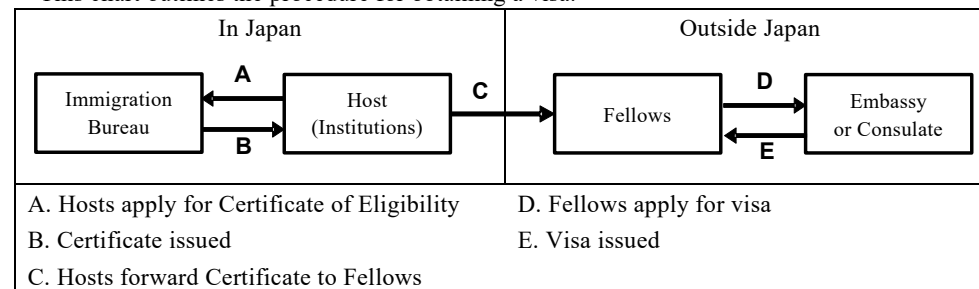 This chart outlines the procedure for obtaining a visa.
In Japan
Outside Japan
A
C
D
Immigration
Bureau
Host
(Institutions)
Fellows
Embassy
or Consulate
B
E
A. Hosts apply for Certificate of Eligibility
D. Fellows apply for visa
B. Certificate issued
E. Visa issued
C. Hosts forward Certificate to Fellows